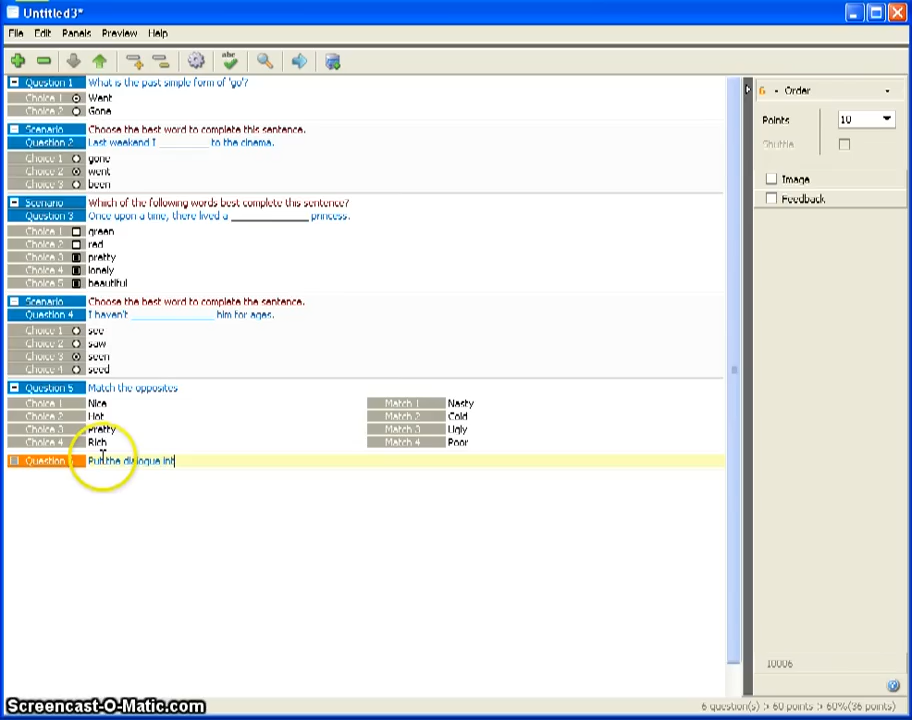 Untitled3*
File Edit Panels Preview Help
abc
Question 1 What is the past simple form of 'go'?
Choice 1 Went
Choice 2 Gone
Scenario Choose the best word to complete this sentence.
Question 2 Last weekend I ________ to the cinema.
Choice 1 gone
Choice 2 went
Choice 3 been
Scenario Which of the following words best complete this sentence?
Question 3 Once upon a time, there lived a ____________ princess.
Choice 1 green
Choice 2 red
Choice 3 pretty
Choice 4 lonely
Choice 5 beautiful
Scenario Choose the best word to complete the sentence.
Question 4 I haven't _____________ him for ages.
Choice 1 see
Choice 2 saw
Choice 3 seen
Choice 4 seed
Question 5 Match the opposites
Choice 1 Nice Match 1 Nasty
Choice 2 Hot Match 2 Cold
Choice 3 Pretty Match 3 Ugly
Choice 4 Rich Match 4 Poor
Question 6 Put the dialogue int
6 - Order
Points 10
Shuffle
Image
Feedback
10006
6 question(s) > 60 points > 60%(36 points)
Screencast-O-Matic.com